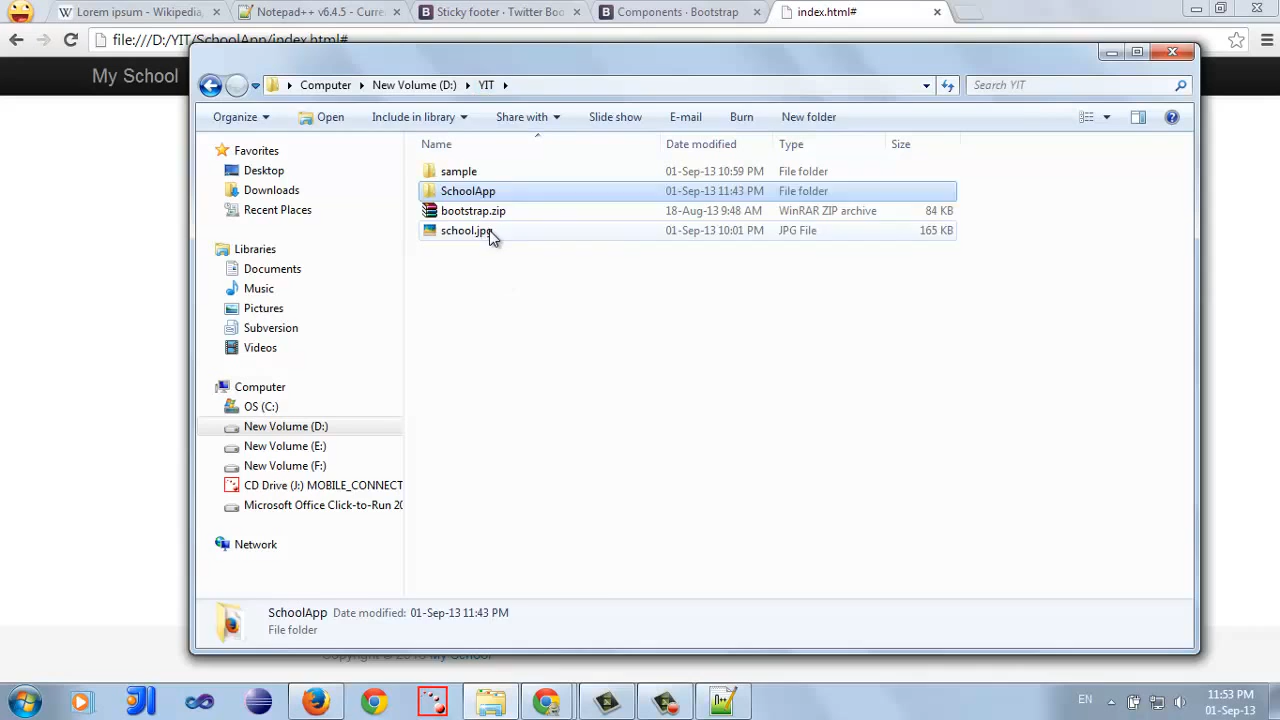 Lorem ipsum - Wikipedia,
Notepad++ v6.4.5 - Curre
Sticky footer · Twitter Boo
Components · Bootstrap
index.html#
file:///D:/YIT/SchoolApp/index.html#
My School
Computer
New Volume (D:)
YIT
Search YIT
Organize
Open
Include in library
Share with
Slide show
E-mail
Burn
New folder
Name
Date modified
Type
Size
Favorites
Desktop
Downloads
Recent Places
Libraries
Documents
Music
Pictures
Subversion
Videos
Computer
OS (C:)
New Volume (D:)
New Volume (E:)
New Volume (F:)
CD Drive (J:) MOBILE_CONNECT
Microsoft Office Click-to-Run 20
Network
sample 01-Sep-13 10:59 PM File folder
SchoolApp 01-Sep-13 11:43 PM File folder
bootstrap.zip 18-Aug-13 9:48 AM WinRAR ZIP archive 84 KB
school.jpg 01-Sep-13 10:01 PM JPG File 165 KB
SchoolApp Date modified: 01-Sep-13 11:43 PM
File folder
Copyright © 2013 My School
EN
11:53 PM
01-Sep-13